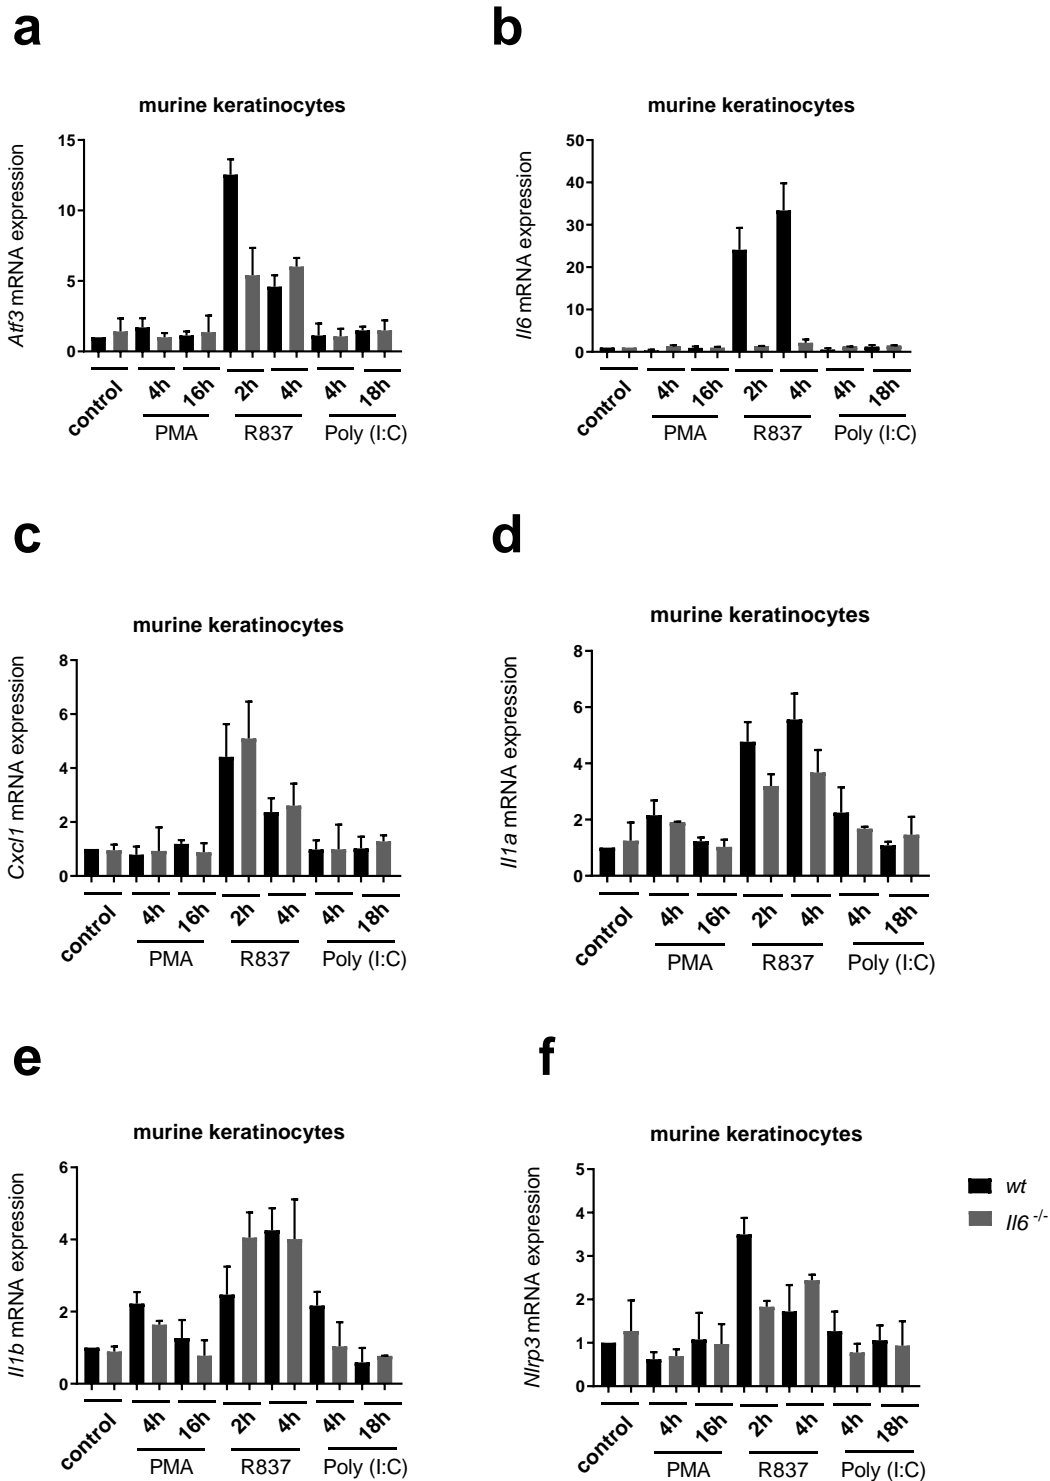 a
murine keratinocytes
Atf3 mRNA expression
15
10
5
0
control
4h
16h
2h
4h
4h
18h
PMA
R837
Poly (I:C)
b
murine keratinocytes
Il6 mRNA expression
50
40
30
20
10
0
control
4h
16h
2h
4h
4h
18h
PMA
R837
Poly (I:C)
c
murine keratinocytes
Cxcl1 mRNA expression
8
6
4
2
0
control
4h
16h
2h
4h
4h
18h
PMA
R837
Poly (I:C)
d
murine keratinocytes
Il1a mRNA expression
8
6
4
2
0
control
4h
16h
2h
4h
4h
18h
PMA
R837
Poly (I:C)
e
murine keratinocytes
Il1b mRNA expression
6
4
2
0
control
4h
16h
2h
4h
4h
18h
PMA
R837
Poly (I:C)
f
murine keratinocytes
Nlrp3 mRNA expression
5
4
3
2
1
0
control
4h
16h
2h
4h
4h
18h
PMA
R837
Poly (I:C)
wt
Il6 -/-